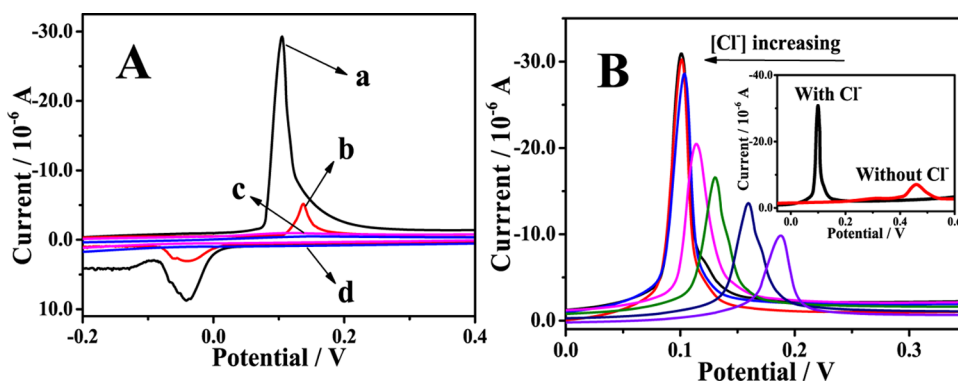 A
-30.0
-20.0
-10.0
0.0
10.0
Current / 10⁻⁶ A
a
b
c
d
-0.2
0.0
0.2
0.4
Potential / V
B
[Cl⁻] increasing
-30.0
-20.0
-10.0
0.0
Current / 10⁻⁶ A
0.0
0.1
0.2
0.3
Potential / V
-40.0
-20.0
0.0
Current / 10⁻⁶ A
With Cl⁻
Without Cl⁻
0.0
0.2
0.4
0.6
Potential / V